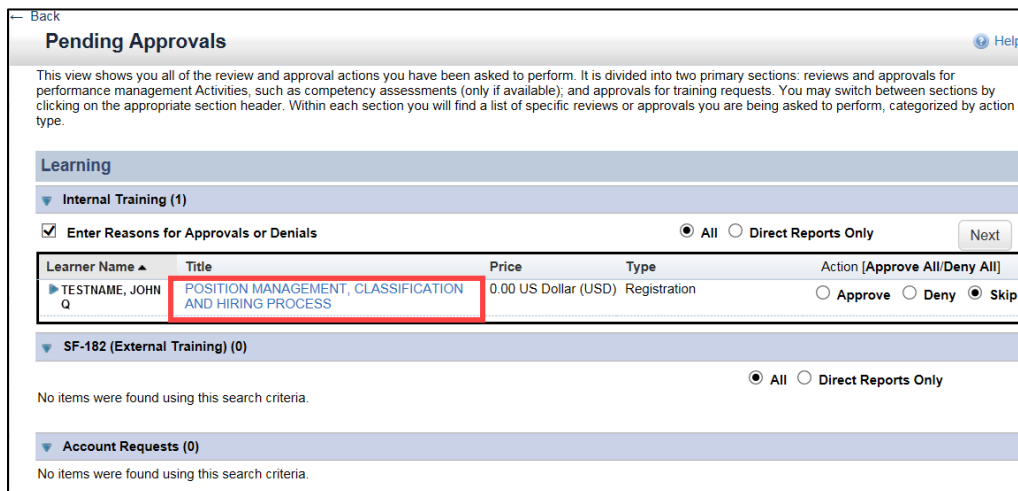 ← Back
Pending Approvals
Help
This view shows you all of the review and approval actions you have been asked to perform. It is divided into two primary sections: reviews and approvals for
performance management Activities, such as competency assessments (only if available); and approvals for training requests. You may switch between sections by
clicking on the appropriate section header. Within each section you will find a list of specific reviews or approvals you are being asked to perform, categorized by action
type.
Learning
Internal Training (1)
Enter Reasons for Approvals or Denials All Direct Reports Only Next
Learner Name Title Price Type Action [Approve All/Deny All]
TESTNAME, JOHN POSITION MANAGEMENT, CLASSIFICATION 0.00 US Dollar (USD) Registration Approve Deny Skip
Q AND HIRING PROCESS
SF-182 (External Training) (0)
All Direct Reports Only
No items were found using this search criteria.
Account Requests (0)
No items were found using this search criteria.